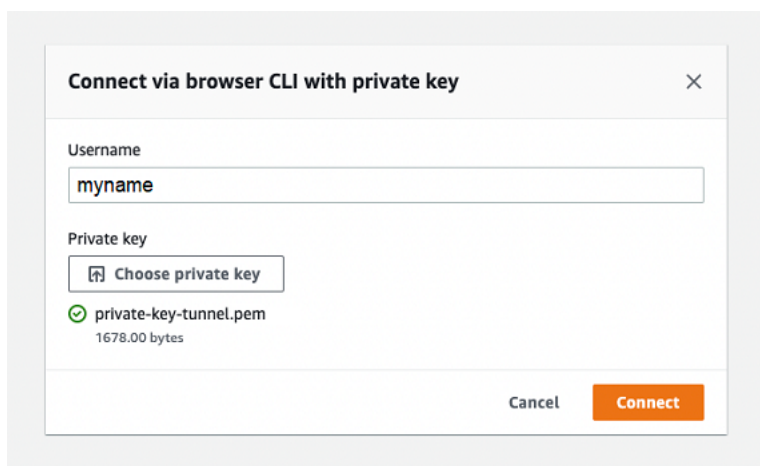 Connect via browser CLI with private key
Username
myname
Private key
Choose private key
private-key-tunnel.pem
1678.00 bytes
Cancel
Connect